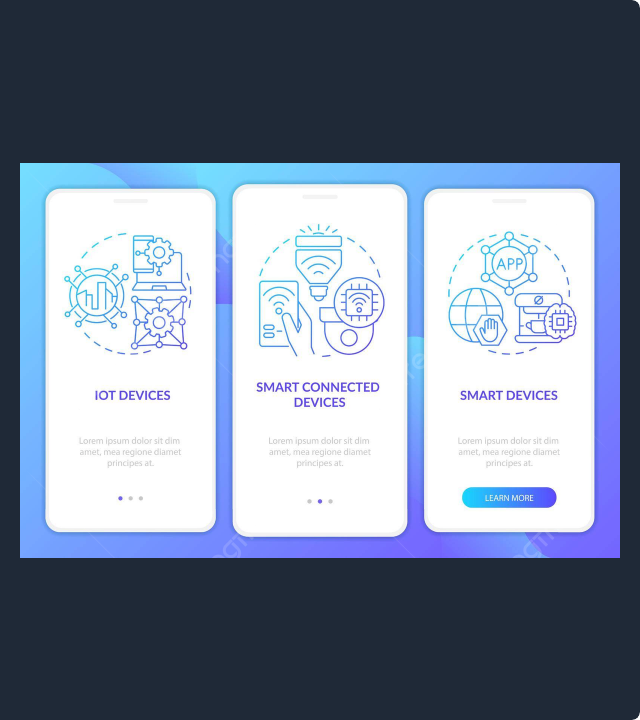 IOT DEVICES
Lorem ipsum dolor sit dim
amet, mea regione diamet
principes at.
SMART CONNECTED
DEVICES
Lorem ipsum dolor sit dim
amet, mea regione diamet
principes at.
APP
SMART DEVICES
Lorem ipsum dolor sit dim
amet, mea regione diamet
principes at.
LEARN MORE